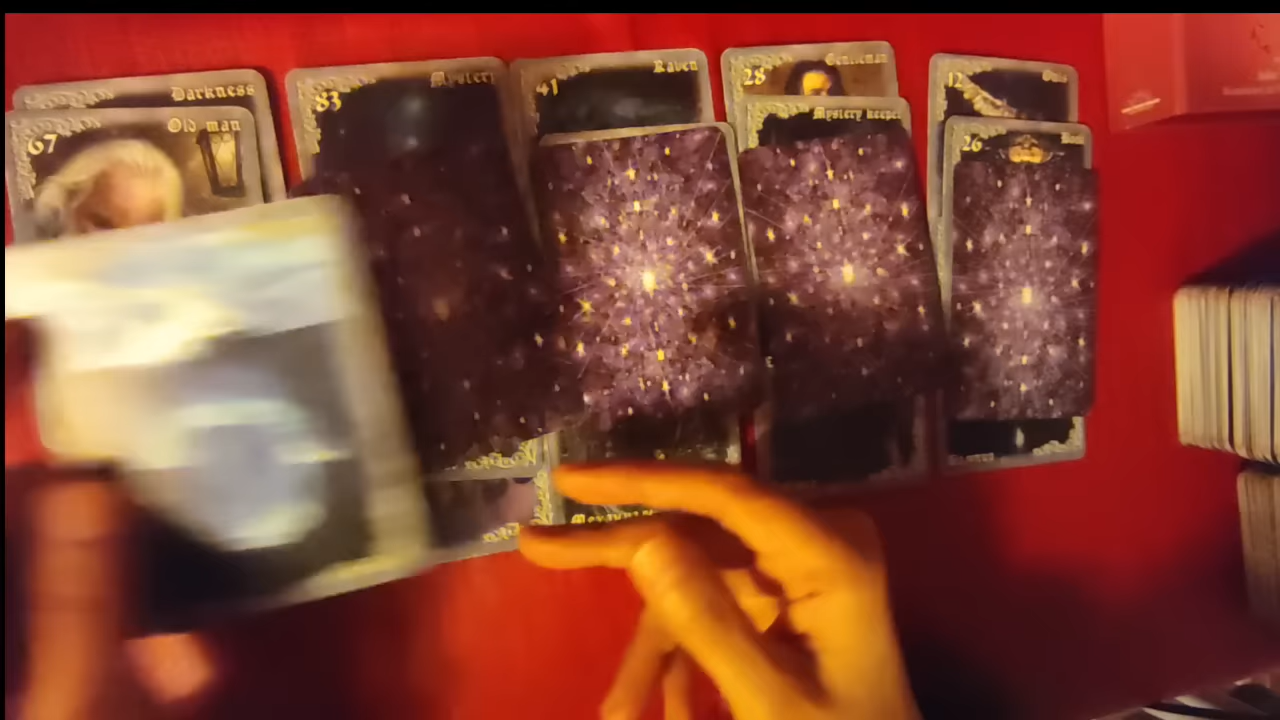 Darkness
67
Old man
83
Mystery
41
Raven
28
Gentleman
Mystery keeper
12
26